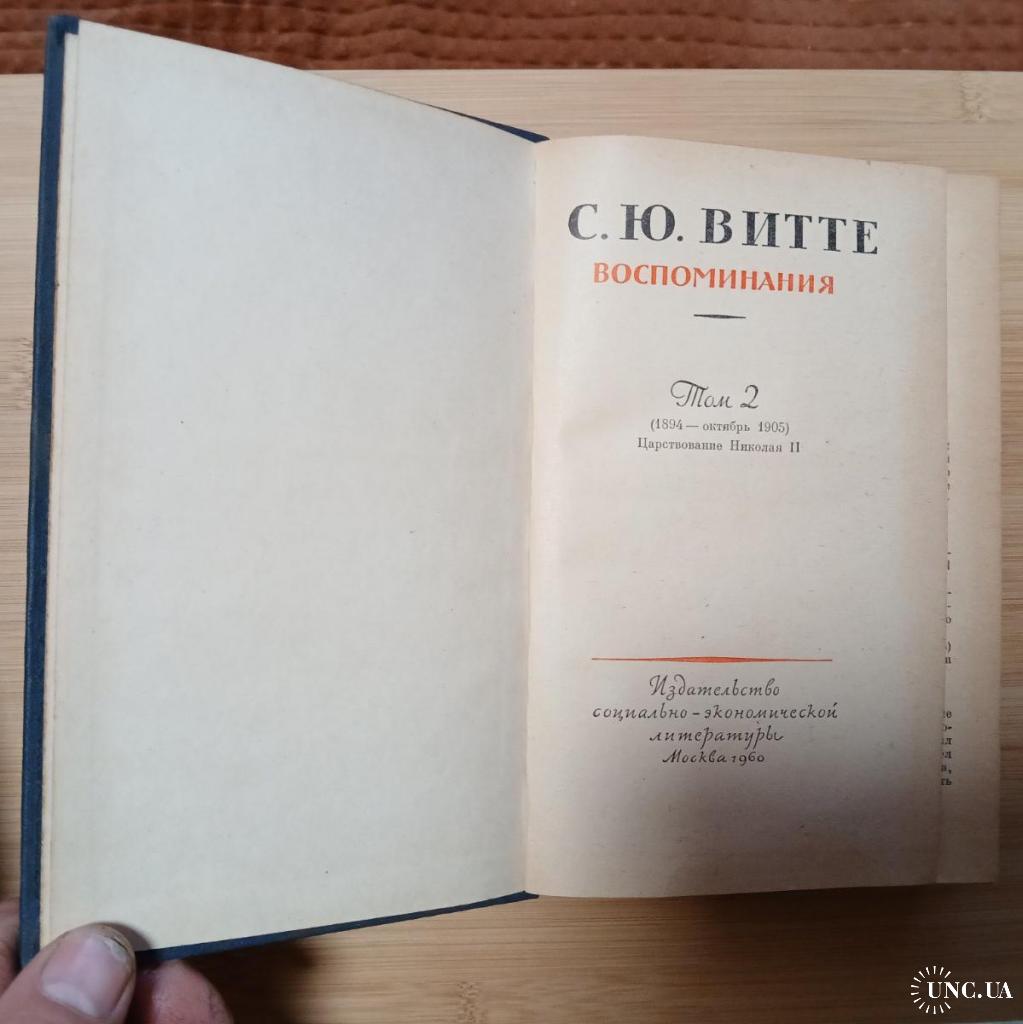 С. Ю. ВИТТЕ
ВОСПОМИНАНИЯ
Том 2
(1894 — октябрь 1905)
Царствование Николая II
Издательство
социально-экономической
литературы
Москва 1960
UNC.UA